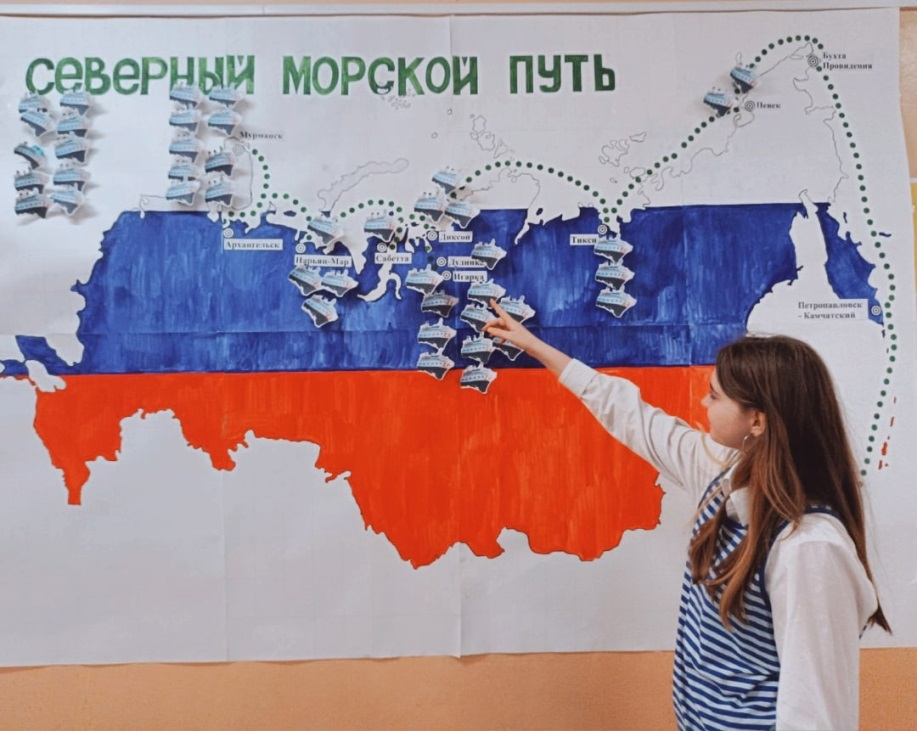 СЕВЕРНЫЙ МОРСКОЙ ПУТЬ
Бухта
Провидения
Певек
Мурманск
Архангельск
Диксон
Тикси
Нарьян-Мар
Сабетта
Дудинка
Игарка
Петропавловск
- Камчатский